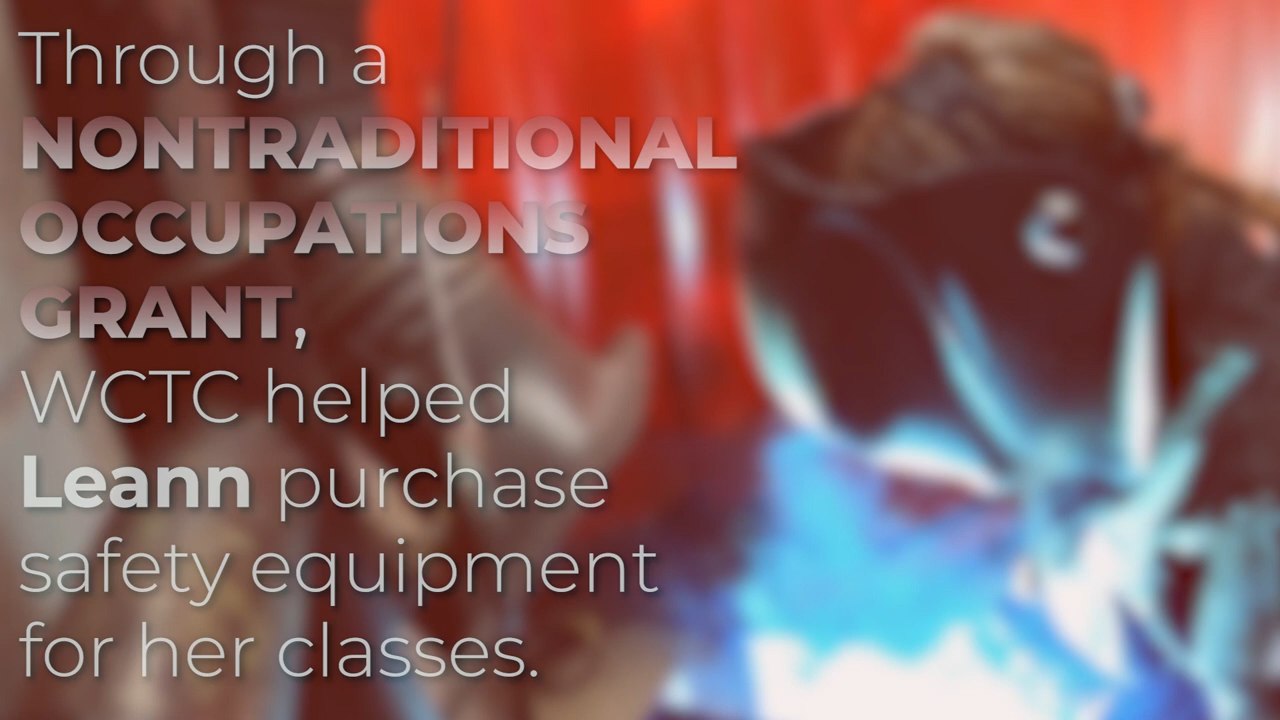 Through a
NONTRADITIONAL
OCCUPATIONS
GRANT,
WCTC helped
Leann purchase
safety equipment
for her classes.